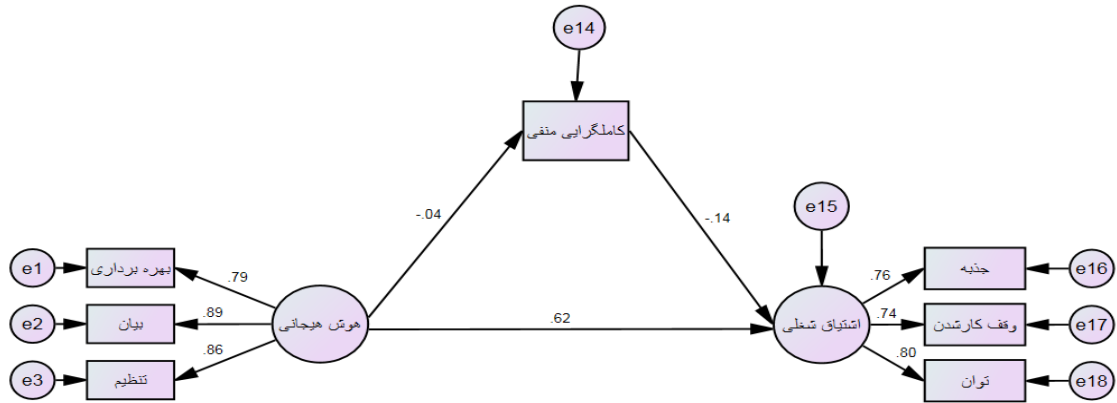 e14
کاملگرایی منفی
-.04
-.14
e15
e1
بهره برداری
.79
e2
بیان
.89
هوش هیجانی
.62
e3
تنظیم
.86
اشتیاق شغلی
.76
جذبه
e16
.74
وقف کارشدن
e17
.80
توان
e18